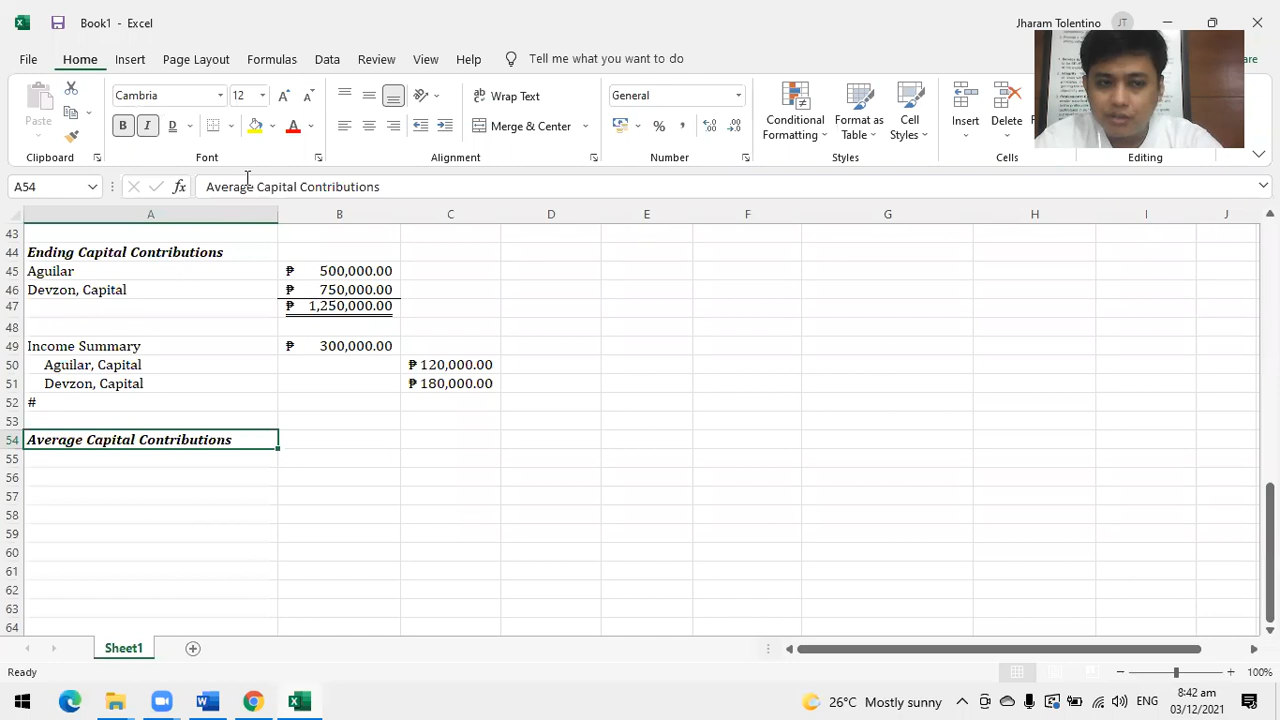 Book1 - Excel
Jharam Tolentino
JT
File Home Insert Page Layout Formulas Data Review View Help Tell me what you want to do
Paste
Clipboard
Cambria 12
B I D
Font
Wrap Text
Merge & Center
Alignment
General
% ,
Number
Conditional Formatting
Format as Table
Cell Styles
Styles
Insert
Delete
Cells
Editing
A54 fx Average Capital Contributions
A B C D E F G H I J
43
44 Ending Capital Contributions
45 Aguilar ₱ 500,000.00
46 Devzon, Capital ₱ 750,000.00
47 ₱ 1,250,000.00
48
49 Income Summary ₱ 300,000.00
50 Aguilar, Capital ₱ 120,000.00
51 Devzon, Capital ₱ 180,000.00
52 #
53
54 Average Capital Contributions
55
56
57
58
59
60
61
62
63
64
Sheet1
Ready
100%
26°C Mostly sunny
ENG
8:42 am
03/12/2021